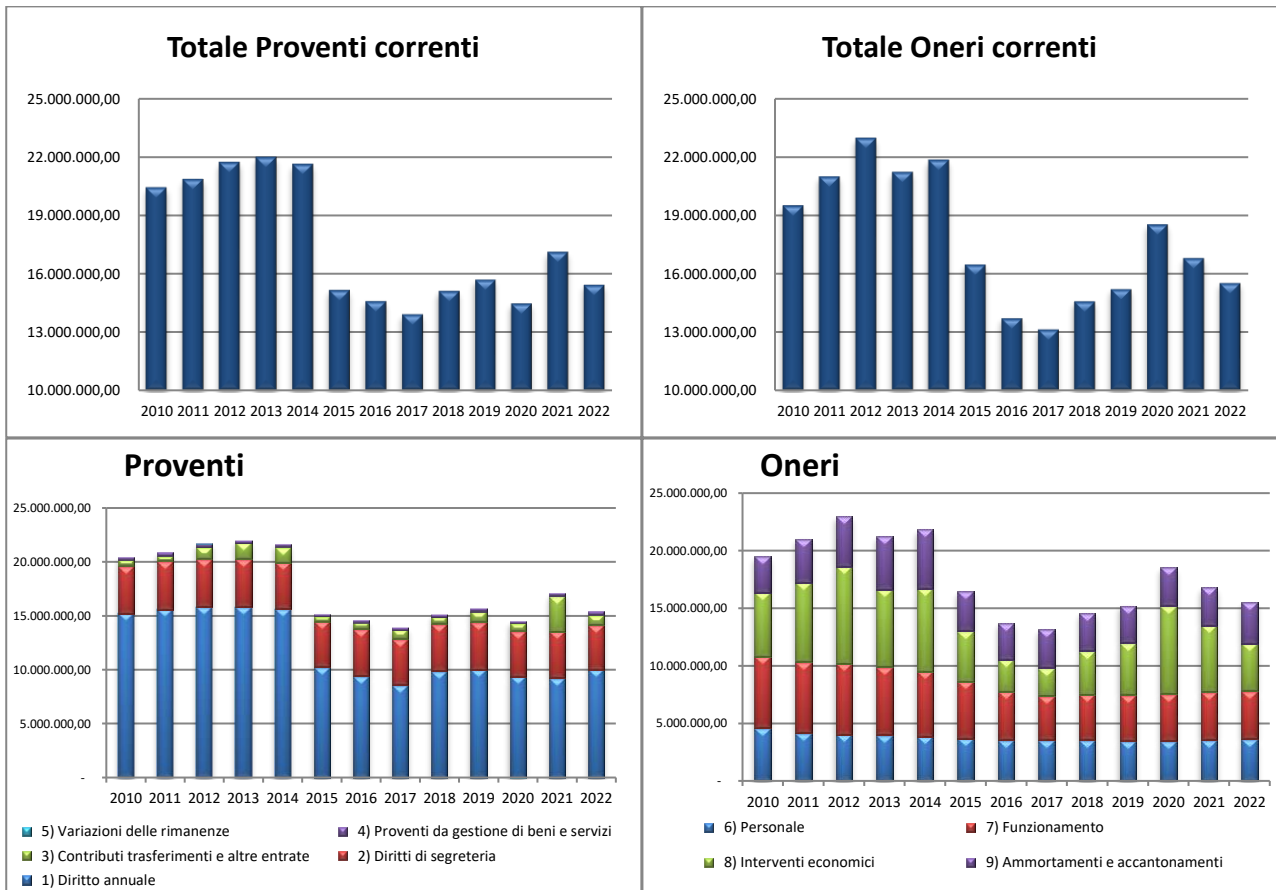 Totale Proventi correnti
25.000.000,00
22.000.000,00
19.000.000,00
16.000.000,00
13.000.000,00
10.000.000,00
2010 2011 2012 2013 2014 2015 2016 2017 2018 2019 2020 2021 2022
Totale Oneri correnti
25.000.000,00
22.000.000,00
19.000.000,00
16.000.000,00
13.000.000,00
10.000.000,00
2010 2011 2012 2013 2014 2015 2016 2017 2018 2019 2020 2021 2022
Proventi
25.000.000,00
20.000.000,00
15.000.000,00
10.000.000,00
5.000.000,00
-
2010 2011 2012 2013 2014 2015 2016 2017 2018 2019 2020 2021 2022
5) Variazioni delle rimanenze 4) Proventi da gestione di beni e servizi
3) Contributi trasferimenti e altre entrate 2) Diritti di segreteria
1) Diritto annuale
Oneri
25.000.000,00
20.000.000,00
15.000.000,00
10.000.000,00
5.000.000,00
-
2010 2011 2012 2013 2014 2015 2016 2017 2018 2019 2020 2021 2022
6) Personale 7) Funzionamento
8) Interventi economici 9) Ammortamenti e accantonamenti